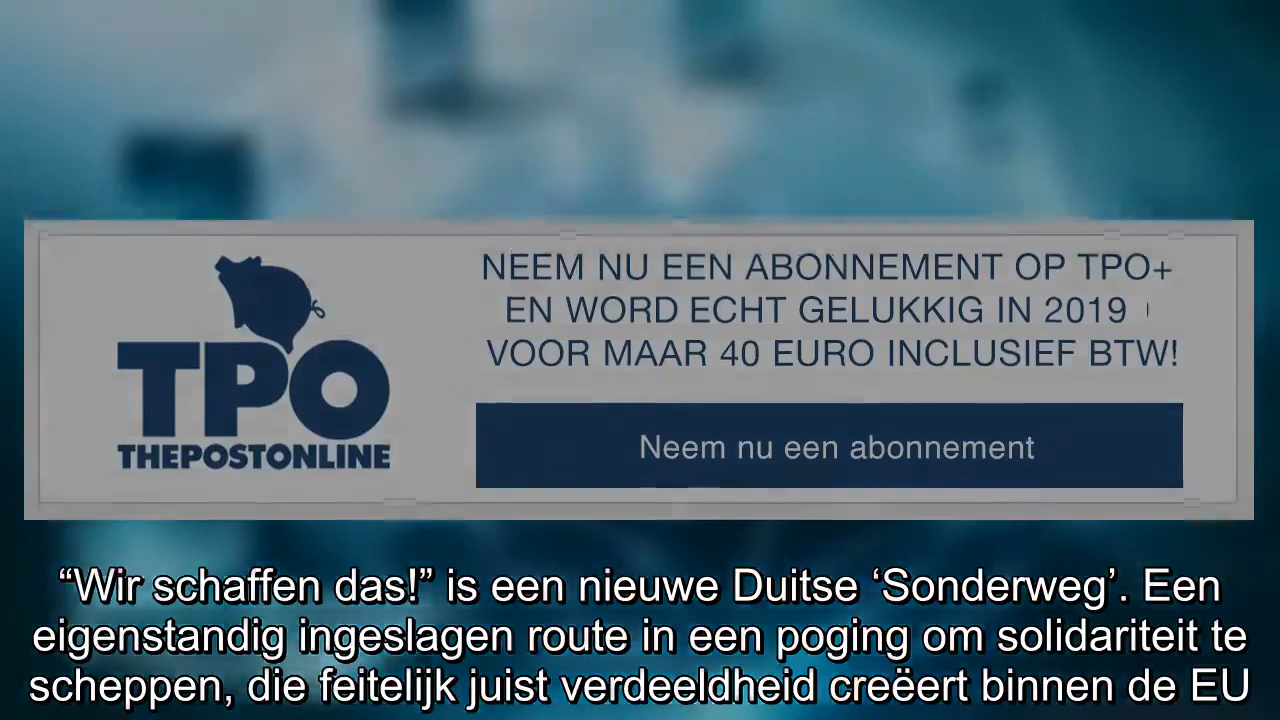 TPO
THEPOSTONLINE
NEEM NU EEN ABONNEMENT OP TPO+
EN WORD ECHT GELUKKIG IN 2019
VOOR MAAR 40 EURO INCLUSIEF BTW!
Neem nu een abonnement
“Wir schaffen das!” is een nieuwe Duitse ‘Sonderweg’. Een
eigenstandig ingeslagen route in een poging om solidariteit te
scheppen, die feitelijk juist verdeeldheid creëert binnen de EU